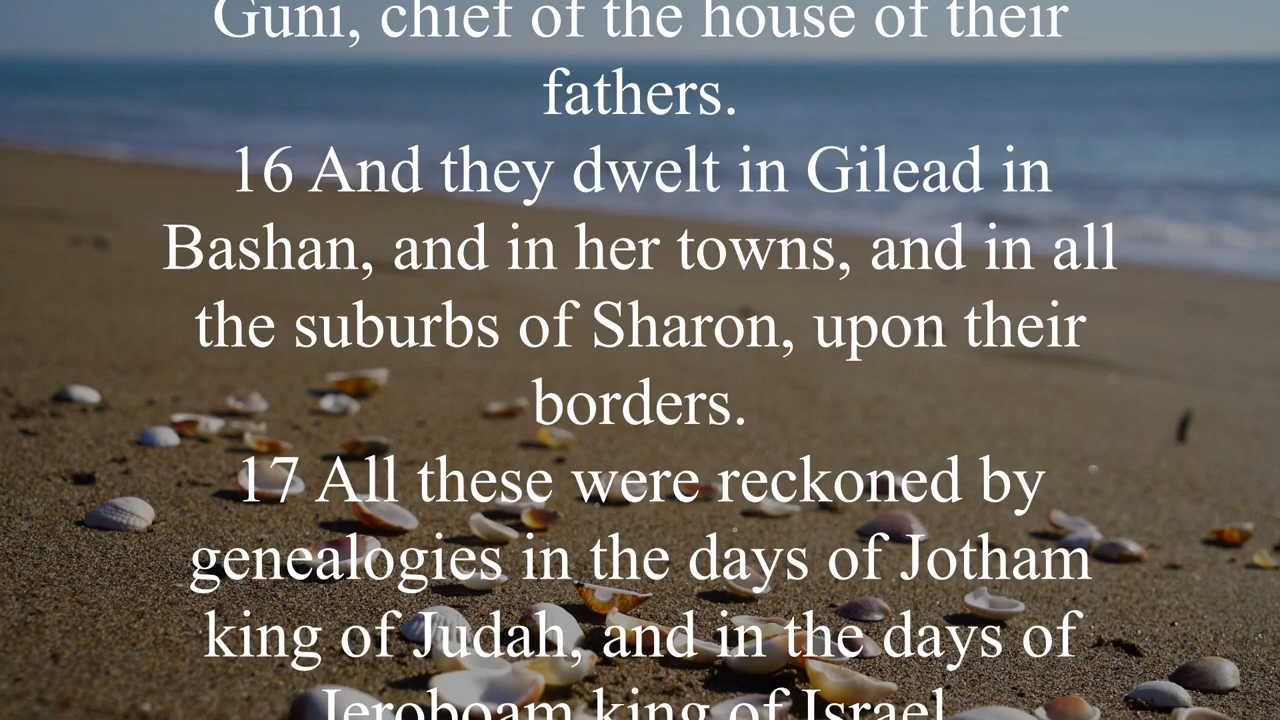 Guni, chief of the house of their
fathers.
16 And they dwelt in Gilead in
Bashan, and in her towns, and in all
the suburbs of Sharon, upon their
borders.
17 All these were reckoned by
genealogies in the days of Jotham
king of Judah, and in the days of
Jeroboam king of Israel